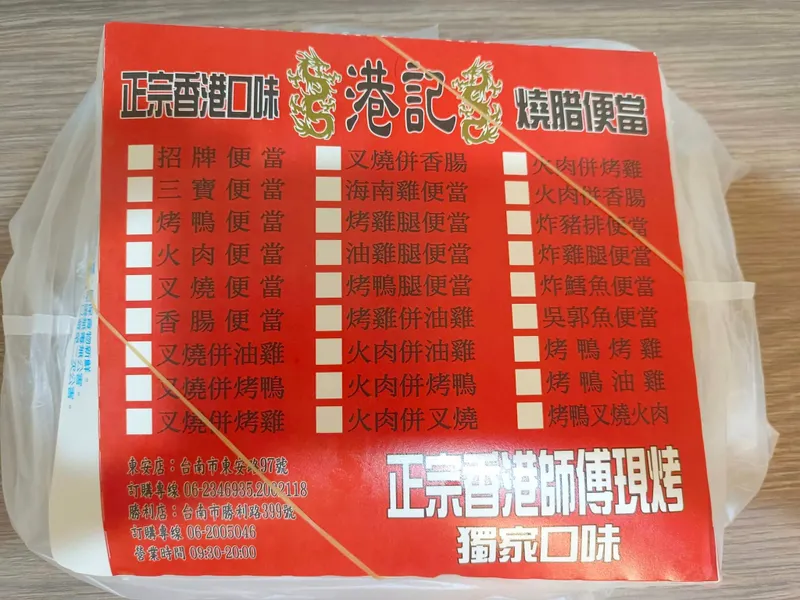 正宗香港口味 港記 燒腊便當
招牌便當
三寶便當
烤鴨便當
火肉便當
叉燒便當
香腸便當
叉燒併油雞
叉燒併烤鴨
叉燒併烤雞
叉燒併香腸
海南雞便當
烤雞腿便當
油雞腿便當
烤鴨腿便當
烤雞併油雞
火肉併油雞
火肉併烤鴨
火肉併叉燒
火肉併烤雞
火肉併香腸
炸豬排便當
炸雞腿便當
炸鱈魚便當
吳郭魚便當
烤鴨烤雞
烤鴨油雞
烤鴨叉燒火肉
東安店：台南市東安路97號
訂購專線 06-2346935,2002118
勝利店：台南市勝利路399號
訂購專線 06-2005046
營業時間 09:30-20:00
正宗香港師傅現烤
獨家口味